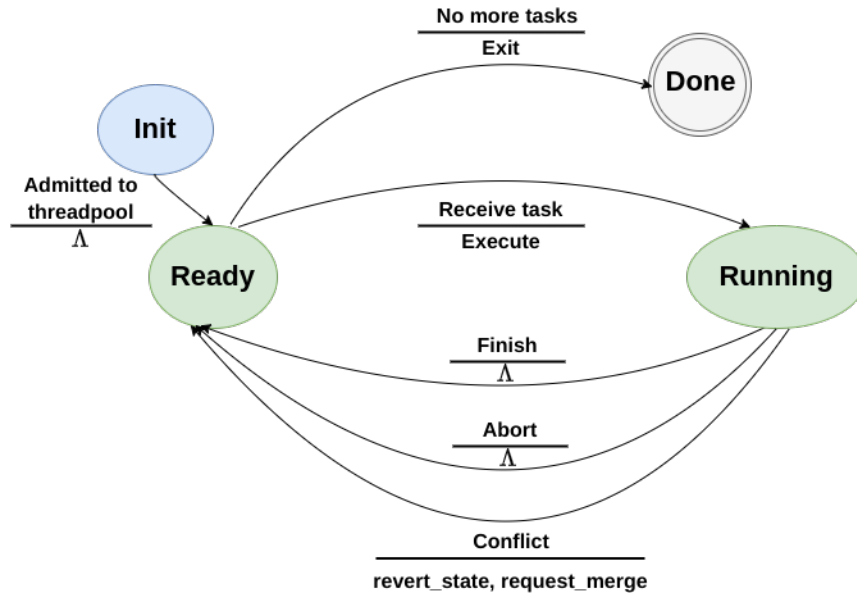 No more tasks
Exit
Done
Init
Admitted to
threadpool
Λ
Receive task
Execute
Ready
Running
Finish
Λ
Abort
Λ
Conflict
revert_state, request_merge